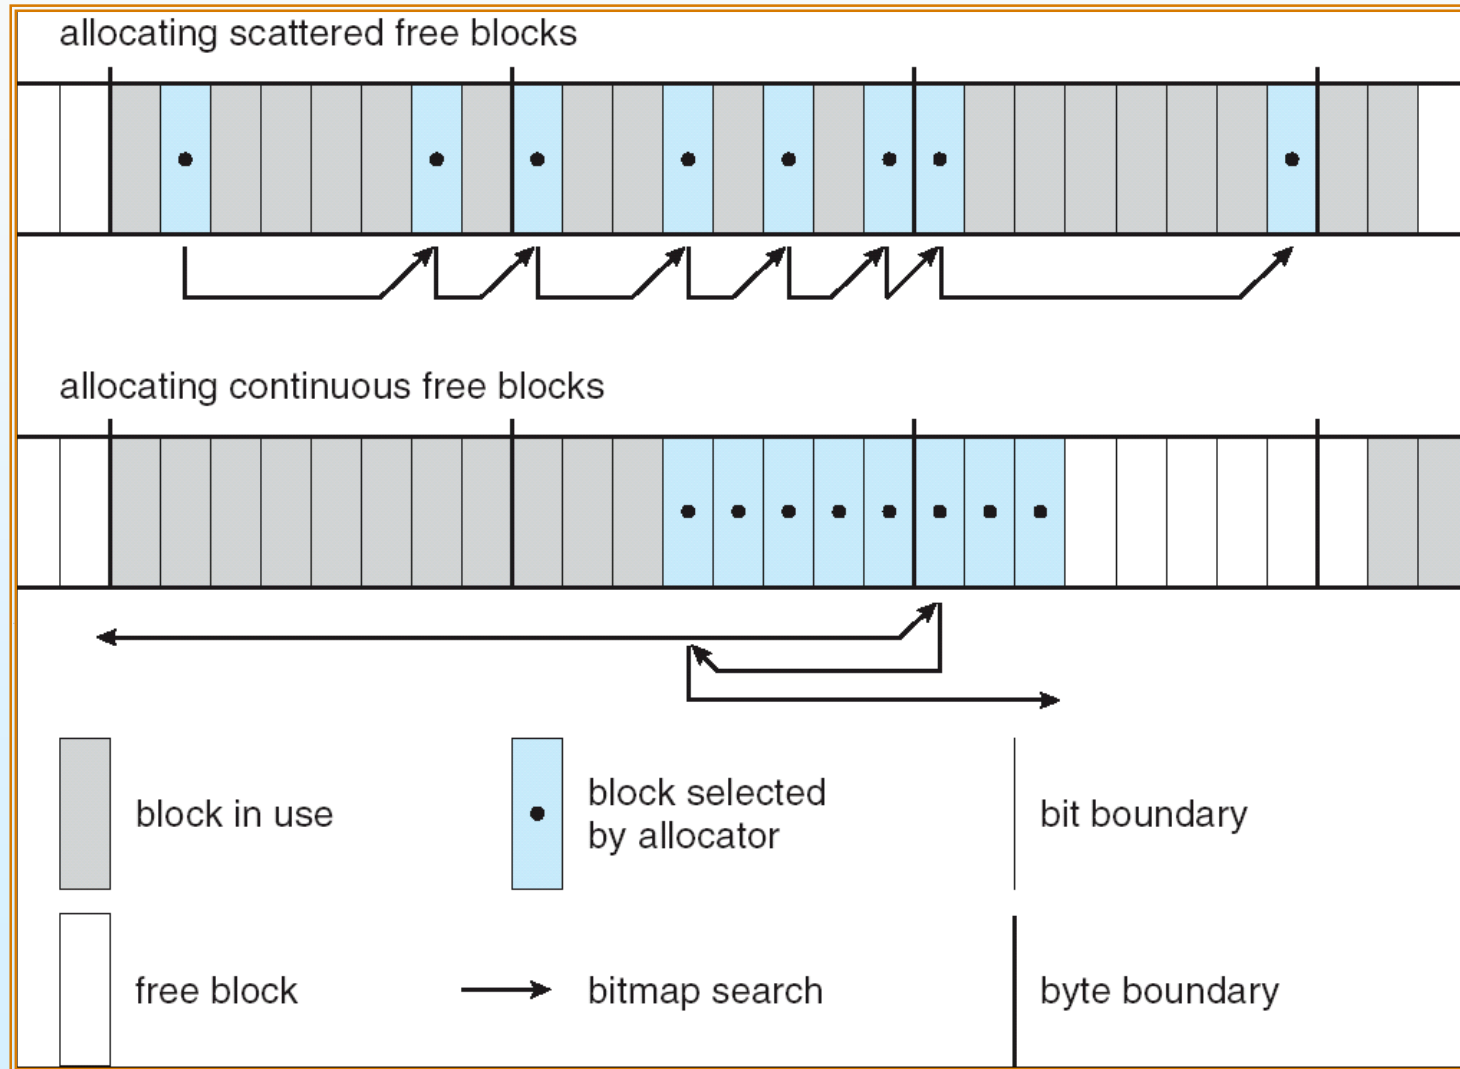 allocating scattered free blocks
allocating continuous free blocks
block in use
block selected
by allocator
bit boundary
free block
bitmap search
byte boundary